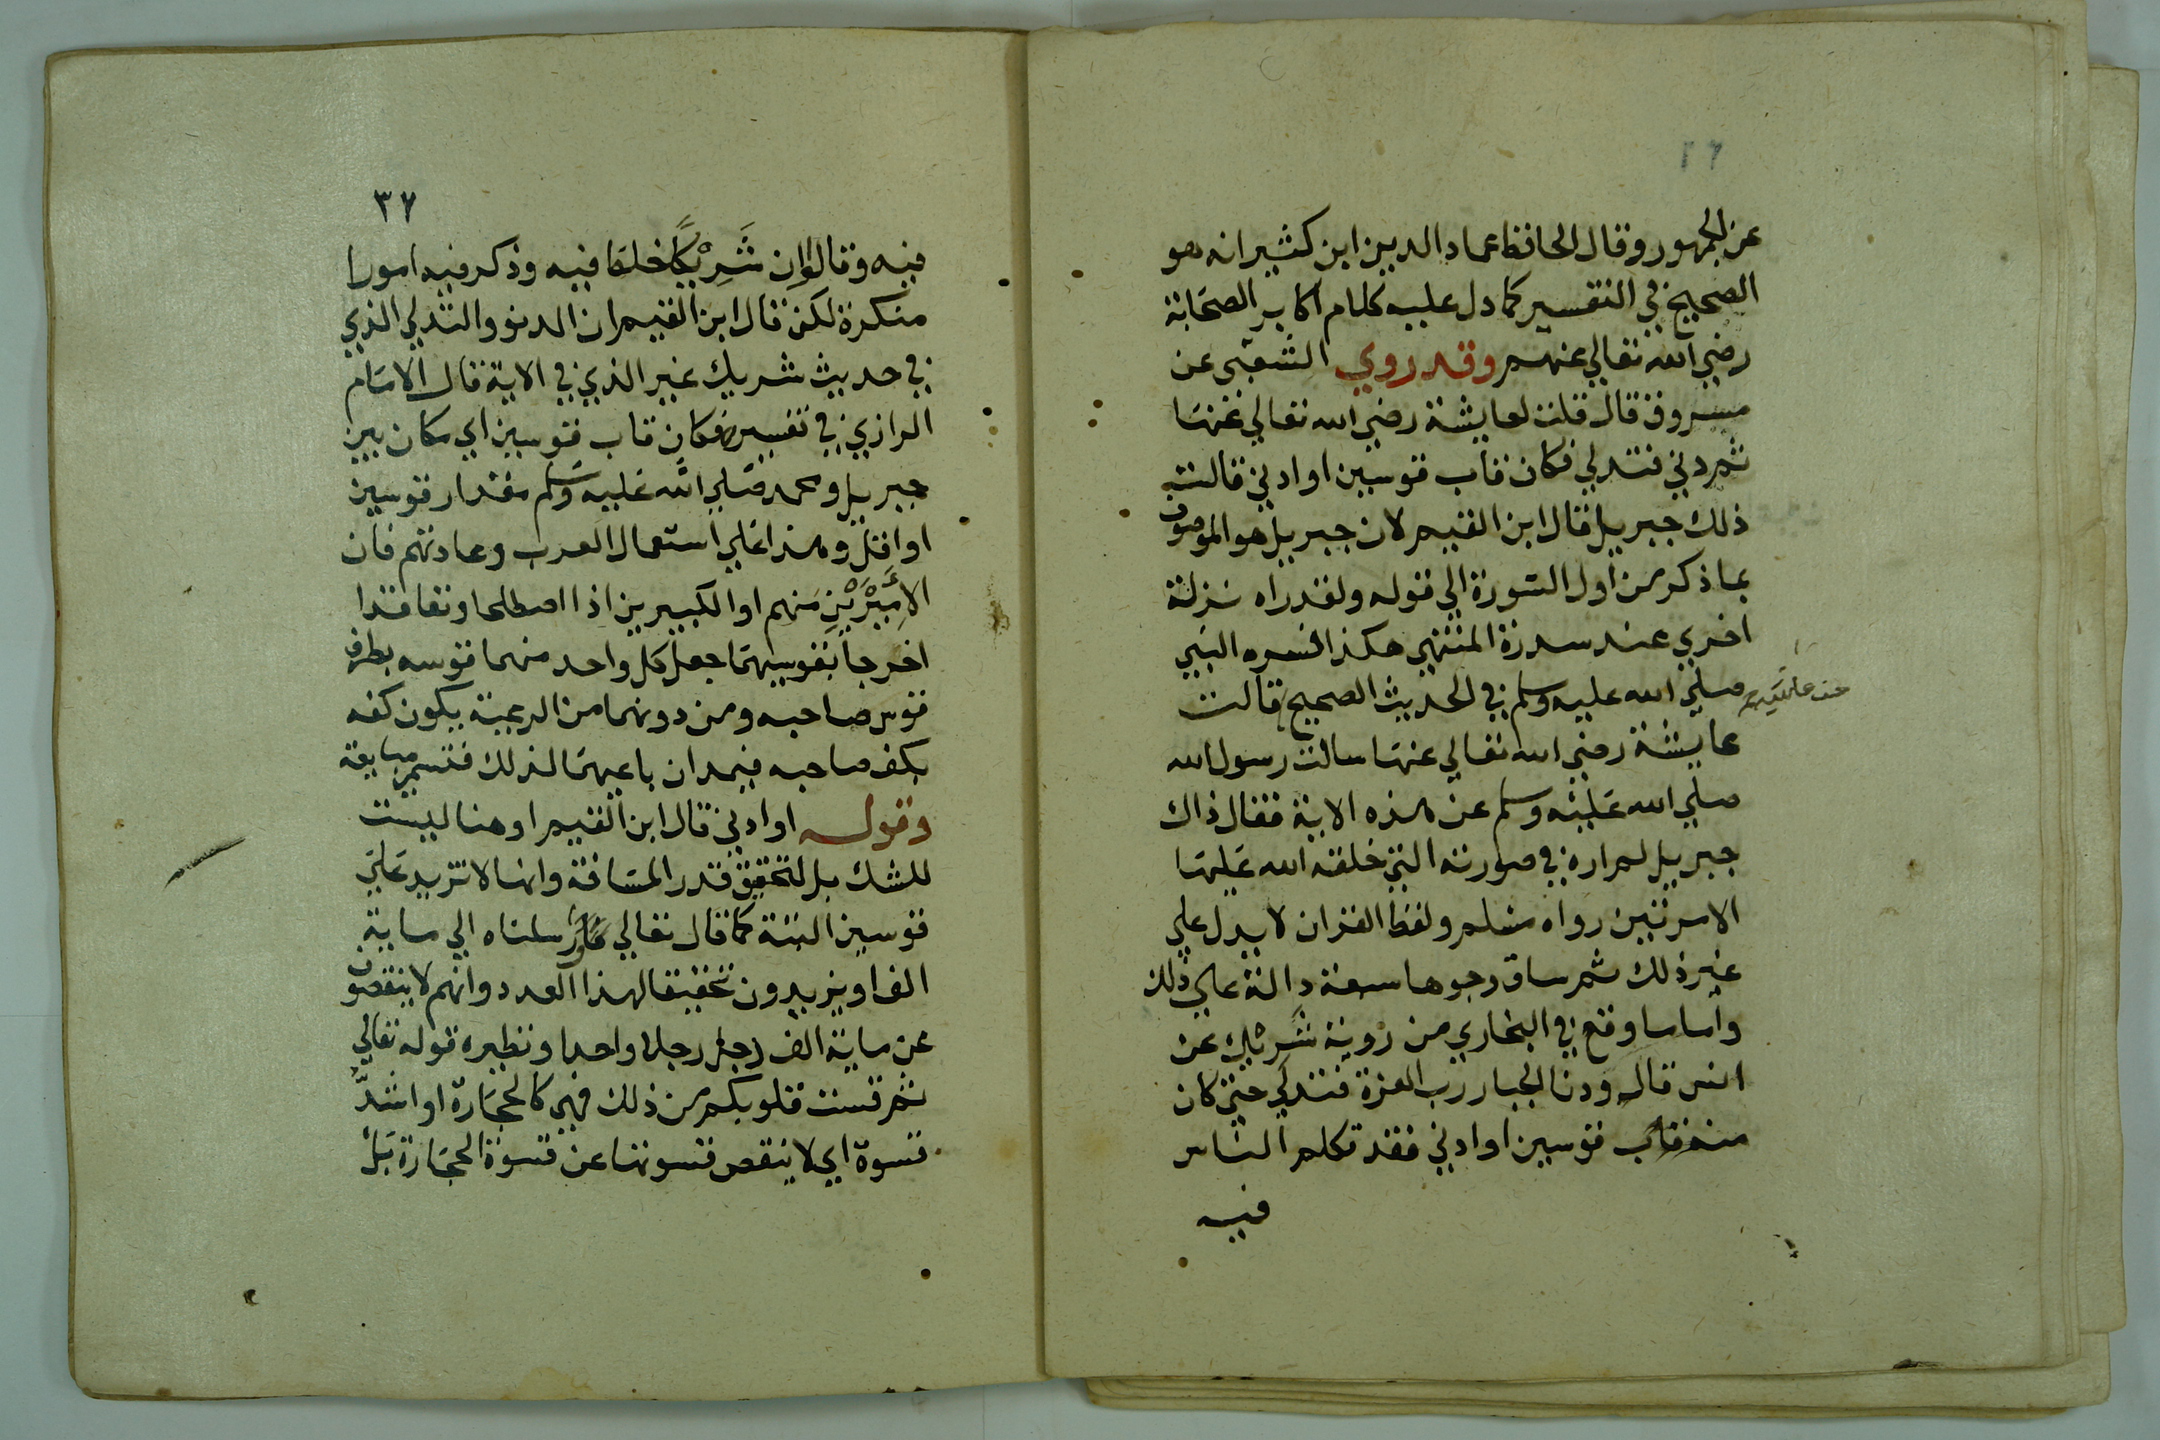 ٣٦
عن الجمهور وقال الحافظ عماد الدين ابن كثير انه هو
الصحيح في التفسير كما دل عليه كلام اكابر الصحابة
رضي الله تعالي عنهم وقد روي الشعبي عن
مسروق قال قلت لعايشة رضي الله تعالي عنها
ثم دني فتدلي فكان قاب قوسين او ادني قالت
ذلك جبريل قال ابن القيم لان جبريل هو الموصوف
بما ذكر من اول السورة الي قوله ولقد راه نزلة
اخري عند سدرة المنتهي هكذا فسره النبي
صلي الله عليه وسلم في الحديث الصحيح قالت
عايشة رضي الله تعالي عنها سالت رسول الله
صلي الله عليه وسلم عن هذه الاية فقال ذاك
جبريل لم اره في صورته التي خلقه الله عليها
الا مرتين رواه مسلم ولفظ القران لا يدل علي
غير ذلك ثم ساق وجوها سبعة دالة علي ذلك
واما ما وقع في البخاري من روية شريك عن
انس قال ودنا الجبار رب العزة فتدلي حتي كان
منه قاب قوسين او ادني فقد تكلم الناس
فيه
٣٧
فيه وقالوا ان شريكا خلط فيه وذكر فيه امورا
منكرة لكن قال ابن القيم ان الدنو والتدلي الذي
في حديث شريك غير الذي في الاية قال الامام
الرازي في تفسيره فكان قاب قوسين اي مكان بين
جبريل ومحمد صلي الله عليه وسلم مقدار قوسين
او اقل وهذا علي استعمال العرب وعادتهم فان
الاميرين منهم او الكبيرين اذا اصطلحا وتعاقدا
اخرجا بقوسيهما جعل كل واحد منهما قوسه بطرف
قوس صاحبه ومن دونهما من الرعية يكون كفه
بكف صاحبه فيمدان باعيهما لذلك فتسمي مبايعة
وقوله او ادني قال ابن القيم او هنا ليست
للشك بل لتحقيق قدر المسافة وانها لا تزيد علي
قوسين البتة كما قال تعالي وارسلناه الي ماية
الف او يزيدون تحقيقا لهذا العدد وانهم لا ينقصون
عن ماية الف رجل رجلا واحدا ونظيره قوله تعالي
ثم قست قلوبكم من ذلك فهي كالحجارة او اشدّ
قسوة اي لا ينقص قسوتها عن قسوة الحجارة بل